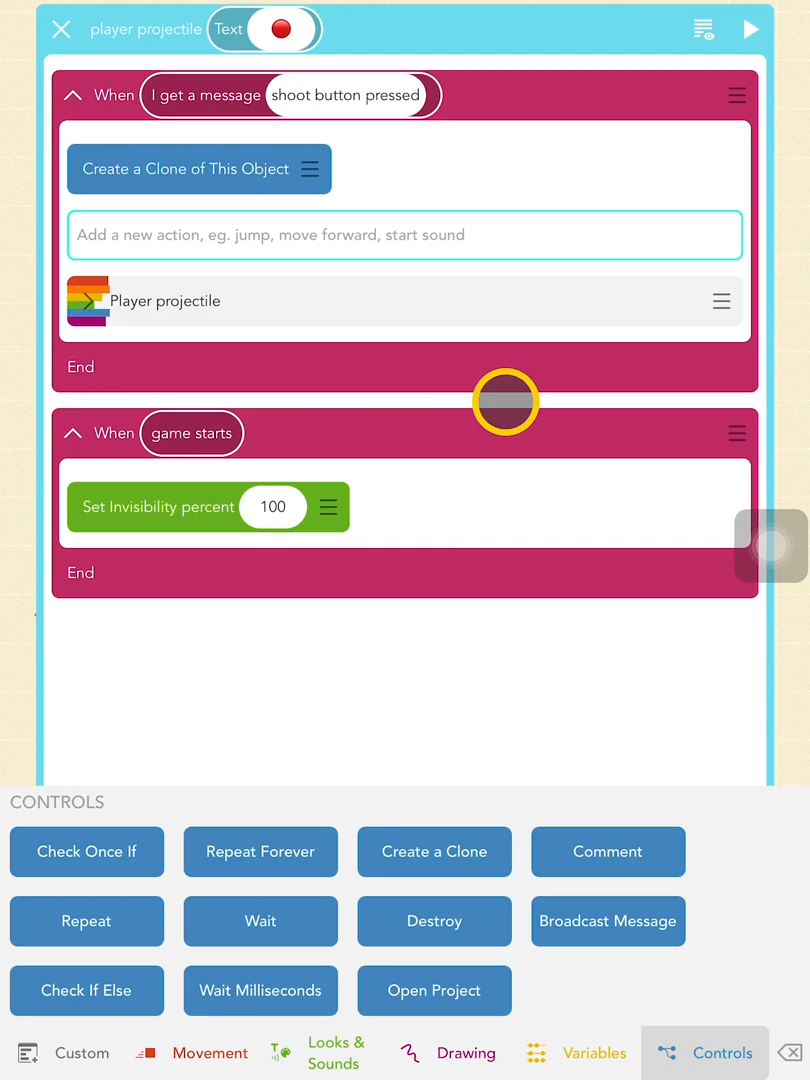 player projectile Text
When I get a message shoot button pressed
Create a Clone of This Object
Add a new action, eg. jump, move forward, start sound
Player projectile
End
When game starts
Set Invisibility percent 100
End
CONTROLS
Check Once If Repeat Forever Create a Clone Comment
Repeat Wait Destroy Broadcast Message
Check If Else Wait Milliseconds Open Project
Custom Movement Looks & Sounds Drawing Variables Controls